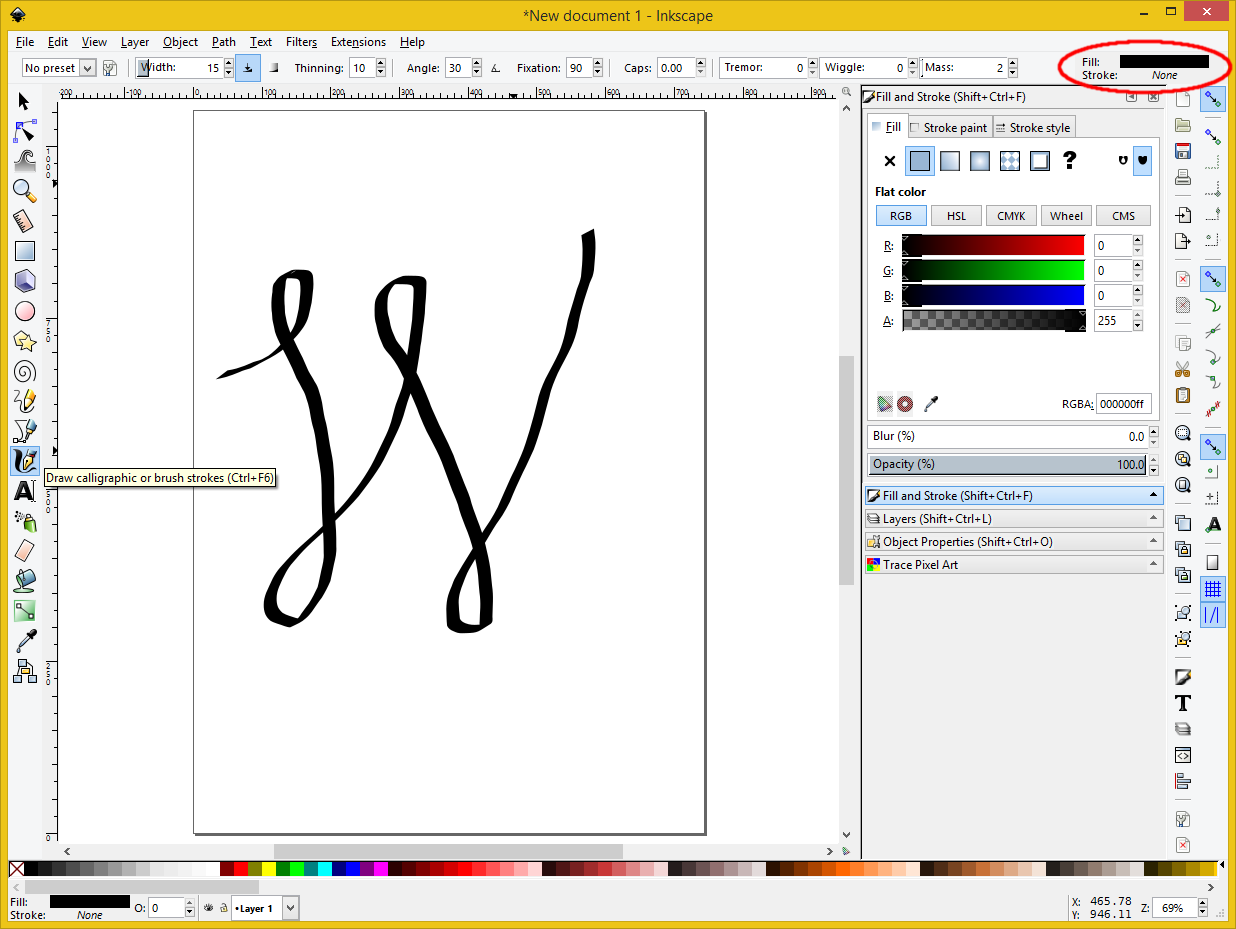 *New document 1 - Inkscape
File Edit View Layer Object Path Text Filters Extensions Help
No preset Width: 15 Thinning: 10 Angle: 30 Fixation: 90 Caps: 0.00 Tremor: 0 Wiggle: 0 Mass: 2 Fill:
Stroke: None
-200 -100 0 100 200 300 400 500 600 700 800 900
Fill and Stroke (Shift+Ctrl+F)
Fill Stroke paint Stroke style
?
Flat color
RGB HSL CMYK Wheel CMS
R: 0
G: 0
B: 0
A: 255
RGBA: 000000ff
Blur (%) 0.0
Opacity (%) 100.0
Fill and Stroke (Shift+Ctrl+F)
Layers (Shift+Ctrl+L)
Object Properties (Shift+Ctrl+O)
Trace Pixel Art
1000
750
500
250
0
W
Draw calligraphic or brush strokes (Ctrl+F6)
Fill:
Stroke: None O: 0 •Layer 1 X: 465.78
Y: 946.11 Z: 69%